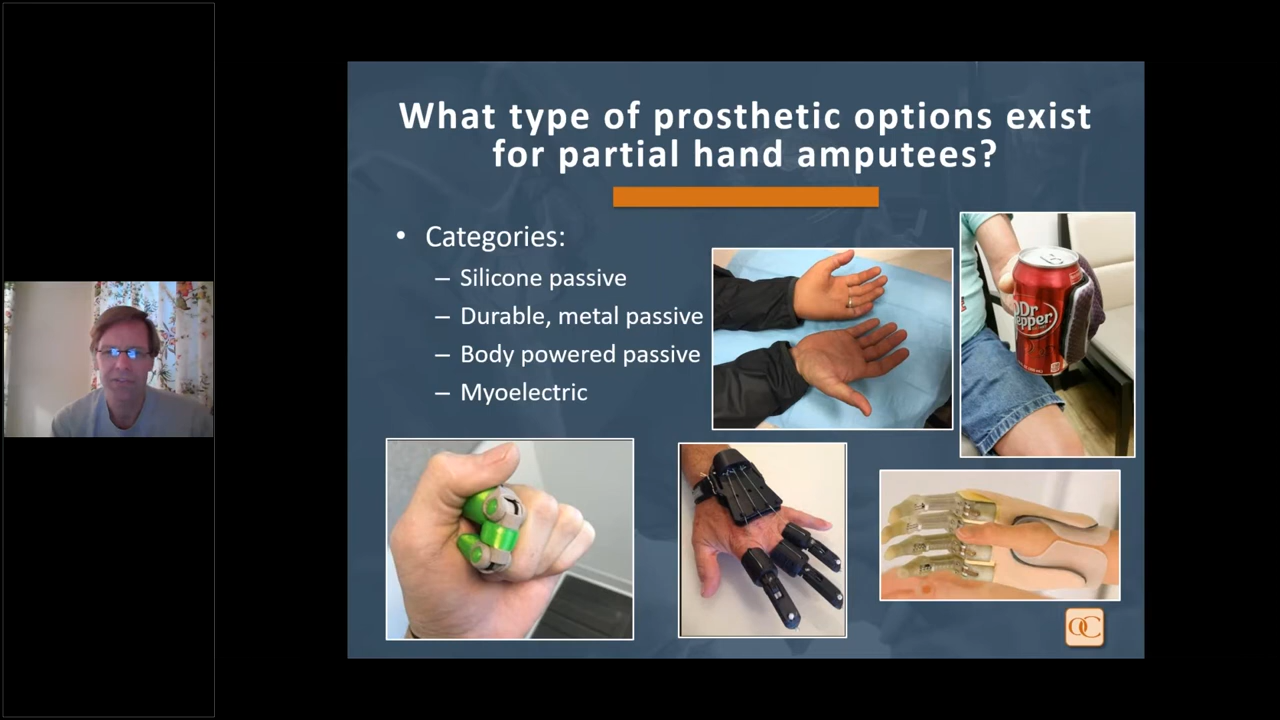 What type of prosthetic options exist
for partial hand amputees?
• Categories:
– Silicone passive
– Durable, metal passive
– Body powered passive
– Myoelectric
Dr
Pepper
OC